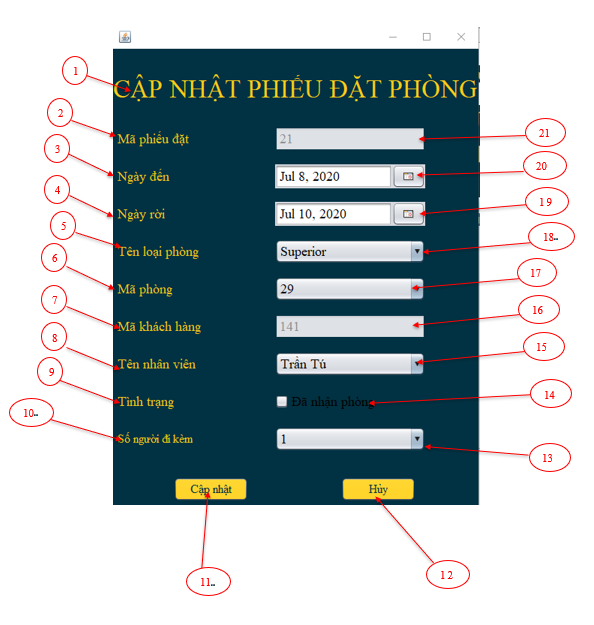 1
CẬP NHẬT PHIẾU ĐẶT PHÒNG
2
Mã phiếu đặt
21
21
3
Ngày đến
Jul 8, 2020
20
4
Ngày rời
Jul 10, 2020
19
5
Tên loại phòng
Superior
18..
6
Mã phòng
29
17
7
Mã khách hàng
141
16
8
Tên nhân viên
Trần Tú
15
9
Tình trạng
Đã nhận phòng
14
10..
Số người đi kèm
1
13
Cập nhật
Hủy
11..
12